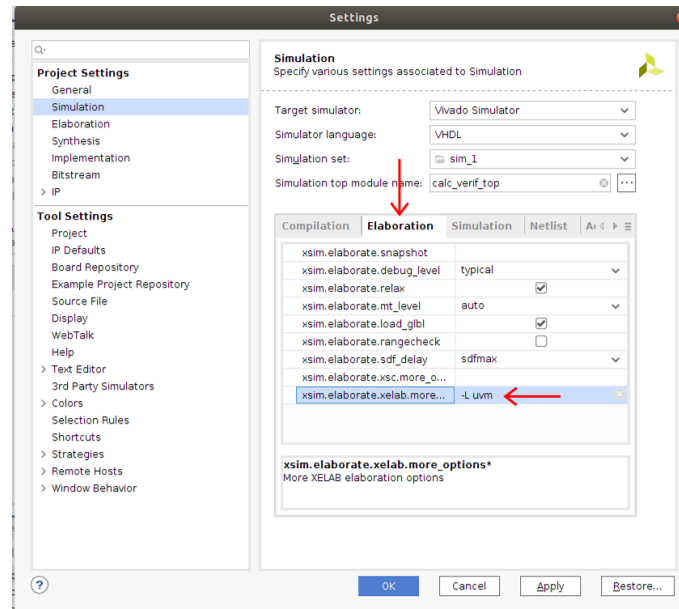 Settings
Q-
Project Settings
General
Simulation
Elaboration
Synthesis
Implementation
Bitstream
> IP
Tool Settings
Project
IP Defaults
Board Repository
Example Project Repository
Source File
Display
WebTalk
Help
> Text Editor
3rd Party Simulators
> Colors
Selection Rules
Shortcuts
> Strategies
> Remote Hosts
> Window Behavior
Simulation
Specify various settings associated to Simulation
Target simulator: Vivado Simulator
Simulator language: VHDL
Simulation set: sim_1
Simulation top module name: calc_verif_top
Compilation Elaboration Simulation Netlist
xsim.elaborate.snapshot
xsim.elaborate.debug_level typical
xsim.elaborate.relax
xsim.elaborate.mt_level auto
xsim.elaborate.load_glbl
xsim.elaborate.rangecheck
xsim.elaborate.sdf_delay sdfmax
xsim.elaborate.xsc.more_o...
xsim.elaborate.xelab.more... -L uvm
xsim.elaborate.xelab.more_options*
More XELAB elaboration options
? OK Cancel Apply Restore...